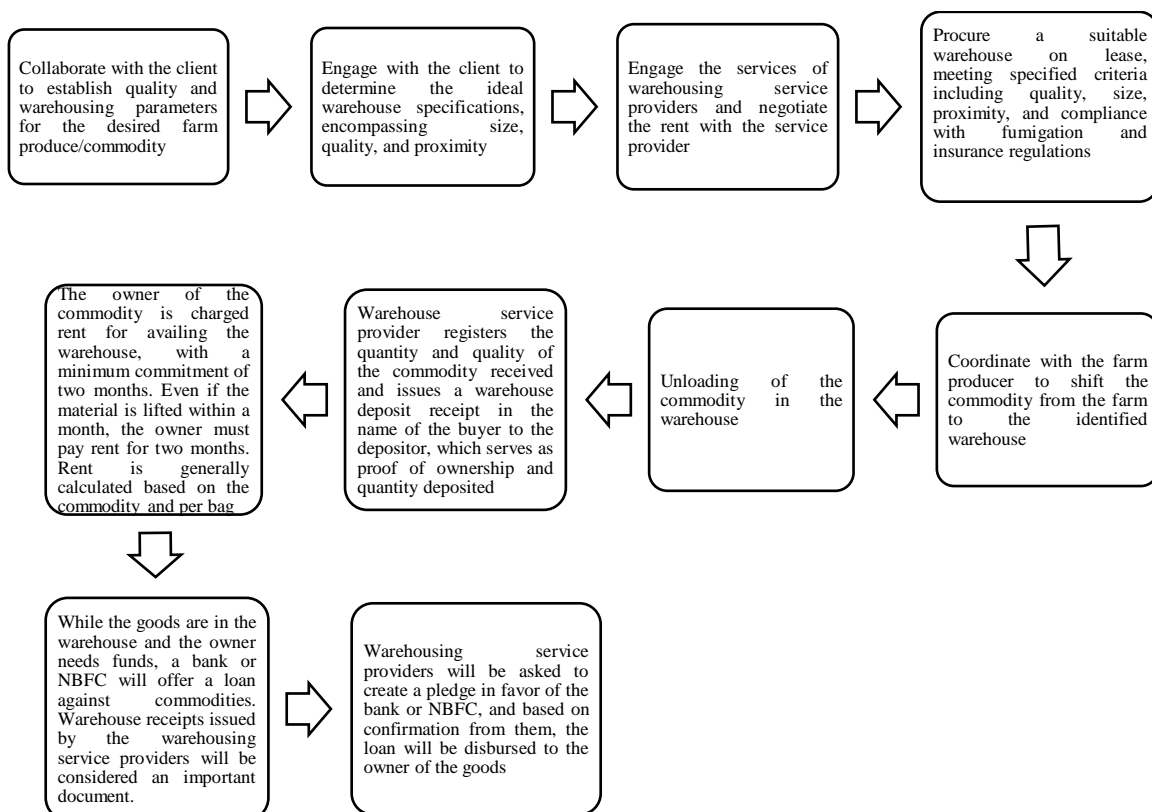 Collaborate with the client
to establish quality and
warehousing parameters
for the desired farm
produce/commodity
Engage with the client to
determine the ideal
warehouse specifications,
encompassing size,
quality, and proximity
Engage the services of
warehousing service
providers and negotiate
the rent with the service
provider
Procure a suitable
warehouse on lease,
meeting specified criteria
including quality, size,
proximity, and compliance
with fumigation and
insurance regulations
Coordinate with the farm
producer to shift the
commodity from the farm
to the identified
warehouse
Unloading of the
commodity in the
warehouse
Warehouse service
provider registers the
quantity and quality of
the commodity received
and issues a warehouse
deposit receipt in the
name of the buyer to the
depositor, which serves as
proof of ownership and
quantity deposited
The owner of the
commodity is charged
rent for availing the
warehouse, with a
minimum commitment of
two months. Even if the
material is lifted within a
month, the owner must
pay rent for two months.
Rent is generally
calculated based on the
commodity and per bag
While the goods are in the
warehouse and the owner
needs funds, a bank or
NBFC will offer a loan
against commodities.
Warehouse receipts issued
by the warehousing
service providers will be
considered an important
document.
Warehousing service
providers will be asked to
create a pledge in favor of the
bank or NBFC, and based on
confirmation from them, the
loan will be disbursed to the
owner of the goods